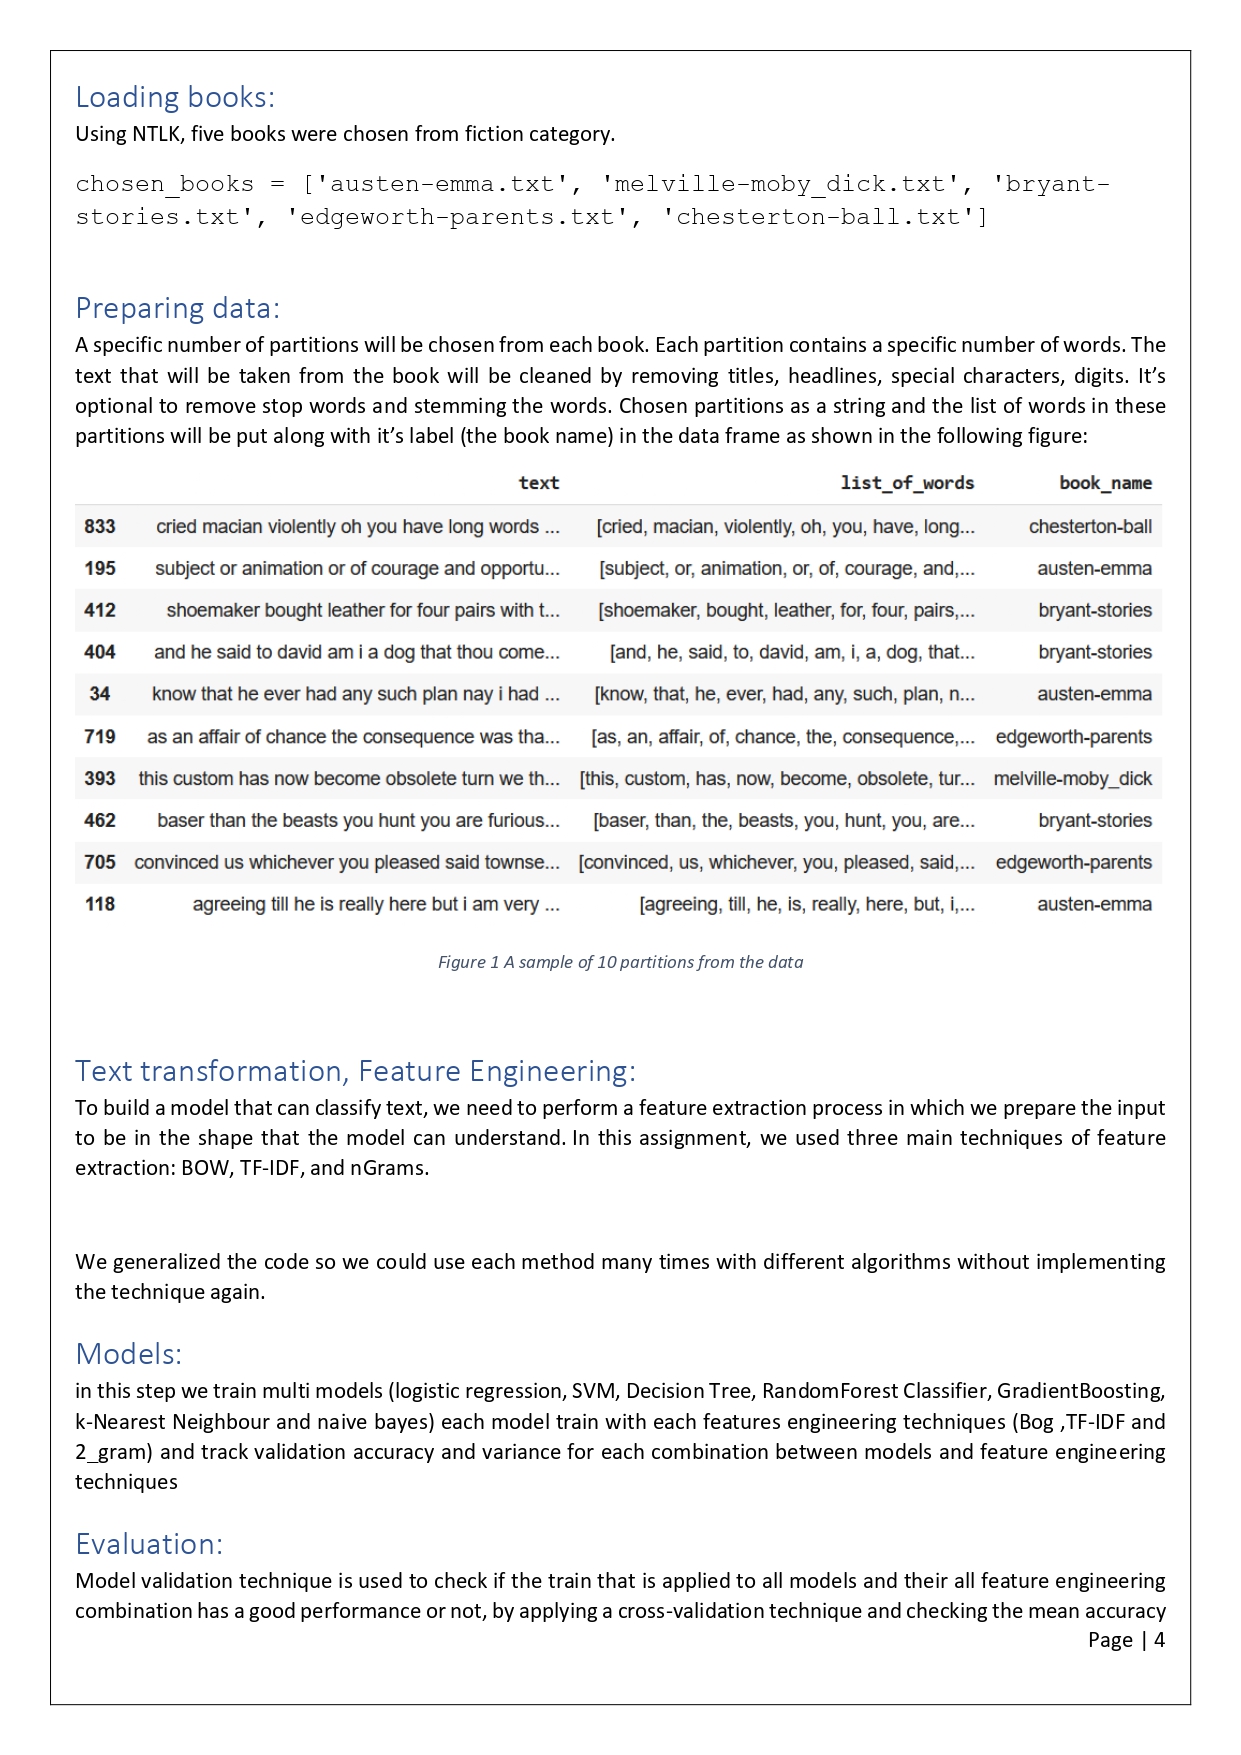 Loading books:
Using NTLK, five books were chosen from fiction category.
chosen_books = ['austen-emma.txt', 'melville-moby_dick.txt', 'bryant-
stories.txt', 'edgeworth-parents.txt', 'chesterton-ball.txt']
Preparing data:
A specific number of partitions will be chosen from each book. Each partition contains a specific number of words. The
text that will be taken from the book will be cleaned by removing titles, headlines, special characters, digits. It’s
optional to remove stop words and stemming the words. Chosen partitions as a string and the list of words in these
partitions will be put along with it’s label (the book name) in the data frame as shown in the following figure:
text list_of_words book_name
833 cried macian violently oh you have long words ... [cried, macian, violently, oh, you, have, long... chesterton-ball
195 subject or animation or of courage and opportu... [subject, or, animation, or, of, courage, and,... austen-emma
412 shoemaker bought leather for four pairs with t... [shoemaker, bought, leather, for, four, pairs,... bryant-stories
404 and he said to david am i a dog that thou come... [and, he, said, to, david, am, i, a, dog, that... bryant-stories
34 know that he ever had any such plan nay i had ... [know, that, he, ever, had, any, such, plan, n... austen-emma
719 as an affair of chance the consequence was tha... [as, an, affair, of, chance, the, consequence,... edgeworth-parents
393 this custom has now become obsolete turn we th... [this, custom, has, now, become, obsolete, tur... melville-moby_dick
462 baser than the beasts you hunt you are furious... [baser, than, the, beasts, you, hunt, you, are... bryant-stories
705 convinced us whichever you pleased said townse... [convinced, us, whichever, you, pleased, said,... edgeworth-parents
118 agreeing till he is really here but i am very ... [agreeing, till, he, is, really, here, but, i,... austen-emma
Figure 1 A sample of 10 partitions from the data
Text transformation, Feature Engineering:
To build a model that can classify text, we need to perform a feature extraction process in which we prepare the input
to be in the shape that the model can understand. In this assignment, we used three main techniques of feature
extraction: BOW, TF-IDF, and nGrams.
We generalized the code so we could use each method many times with different algorithms without implementing
the technique again.
Models:
in this step we train multi models (logistic regression, SVM, Decision Tree, RandomForest Classifier, GradientBoosting,
k-Nearest Neighbour and naive bayes) each model train with each features engineering techniques (Bog ,TF-IDF and
2_gram) and track validation accuracy and variance for each combination between models and feature engineering
techniques
Evaluation:
Model validation technique is used to check if the train that is applied to all models and their all feature engineering
combination has a good performance or not, by applying a cross-validation technique and checking the mean accuracy
Page | 4